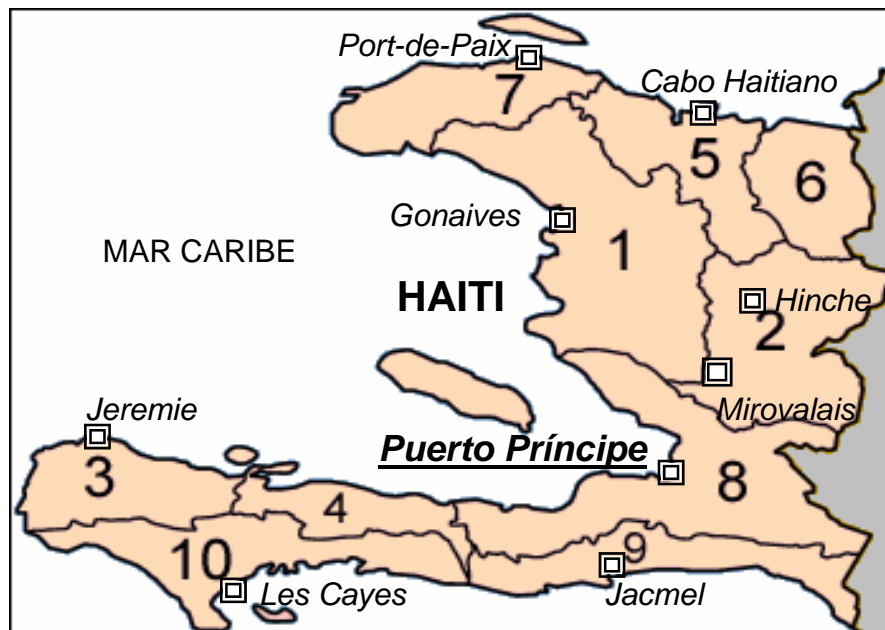 Port-de-Paix
7
Cabo Haitiano
5
6
Gonaives
1
MAR CARIBE
HAITI
Hinche
2
Jeremie
Mirovalais
Puerto Príncipe
3
8
4
9
10
Les Cayes
Jacmel